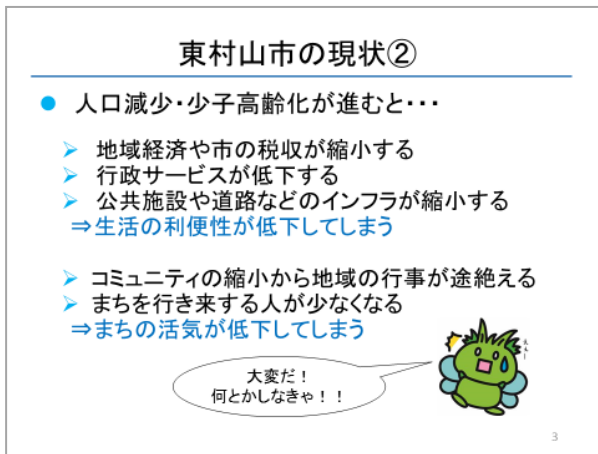 東村山市の現状②
● 人口減少・少子高齢化が進むと・・・
➢ 地域経済や市の税収が縮小する
➢ 行政サービスが低下する
➢ 公共施設や道路などのインフラが縮小する
⇒生活の利便性が低下してしまう
➢ コミュニティの縮小から地域の行事が途絶える
➢ まちを行き来する人が少なくなる
⇒まちの活気が低下してしまう
大変だ！
何とかしなきゃ！！
3